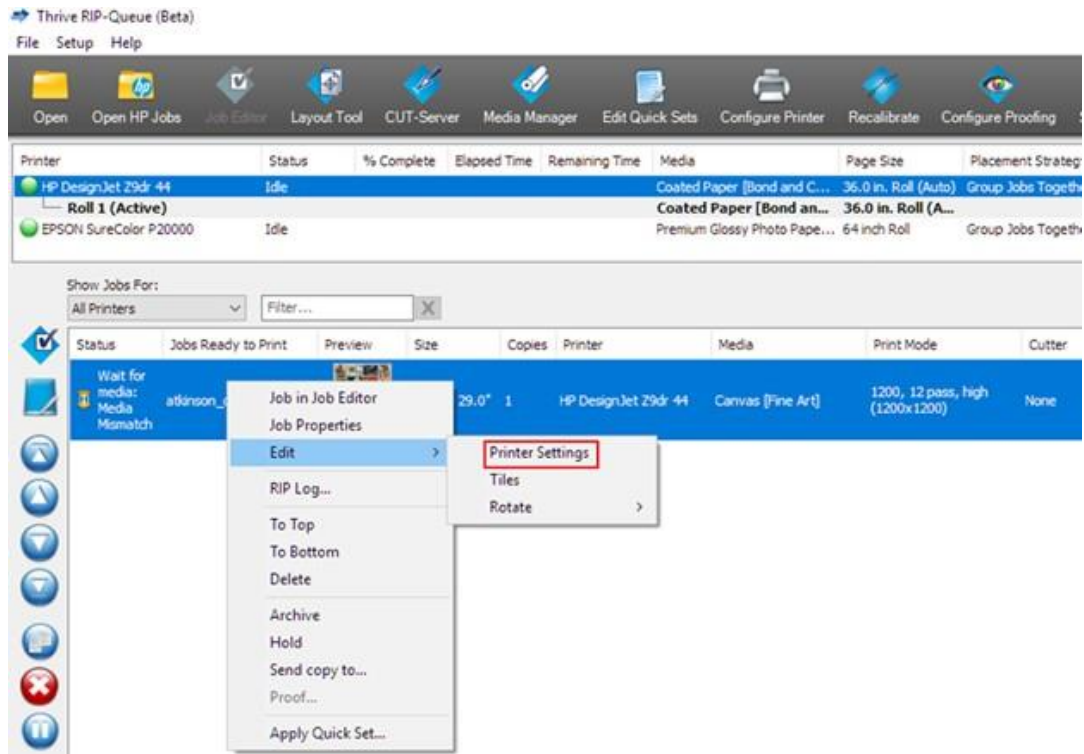 Thrive RIP-Queue (Beta)
File Setup Help
Open Open HP Jobs Job Editor Layout Tool CUT-Server Media Manager Edit Quick Sets Configure Printer Recalibrate Configure Proofing
Printer Status % Complete Elapsed Time Remaining Time Media Page Size Placement Strateg
HP DesignJet Z9dr 44 Idle Coated Paper [Bond and C... 36.0 in. Roll (Auto) Group Jobs Togeth
Roll 1 (Active) Coated Paper [Bond an... 36.0 in. Roll (A...
EPSON SureColor P20000 Idle Premium Glossy Photo Pape... 64 inch Roll Group Jobs Togeth
Show Jobs For:
All Printers Filter... X
Status Jobs Ready to Print Preview Size Copies Printer Media Print Mode Cutter
Wait for
media:
Media
Mismatch
atkinson_ 29.0" 1 HP DesignJet Z9dr 44 Canvas [Fine Art] 1200, 12 pass, high
(1200x1200)
None
Job in Job Editor
Job Properties
Edit >
Printer Settings
Tiles
Rotate >
RIP Log...
To Top
To Bottom
Delete
Archive
Hold
Send copy to...
Proof...
Apply Quick Set...